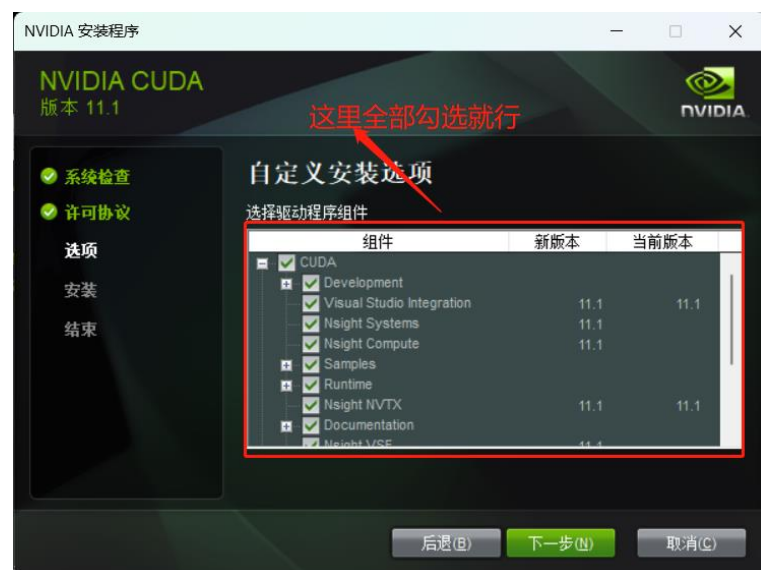 NVIDIA 安装程序
NVIDIA CUDA
版本 11.1
NVIDIA.
这里全部勾选就行
系统检查
许可协议
选项
安装
结束
自定义安装选项
选择驱动程序组件
组件 新版本 当前版本
CUDA
Development
Visual Studio Integration 11.1 11.1
Nsight Systems 11.1
Nsight Compute 11.1
Samples
Runtime
Nsight NVTX 11.1 11.1
Documentation
Nsight VSE 11.1
后退(B) 下一步(N) 取消(C)